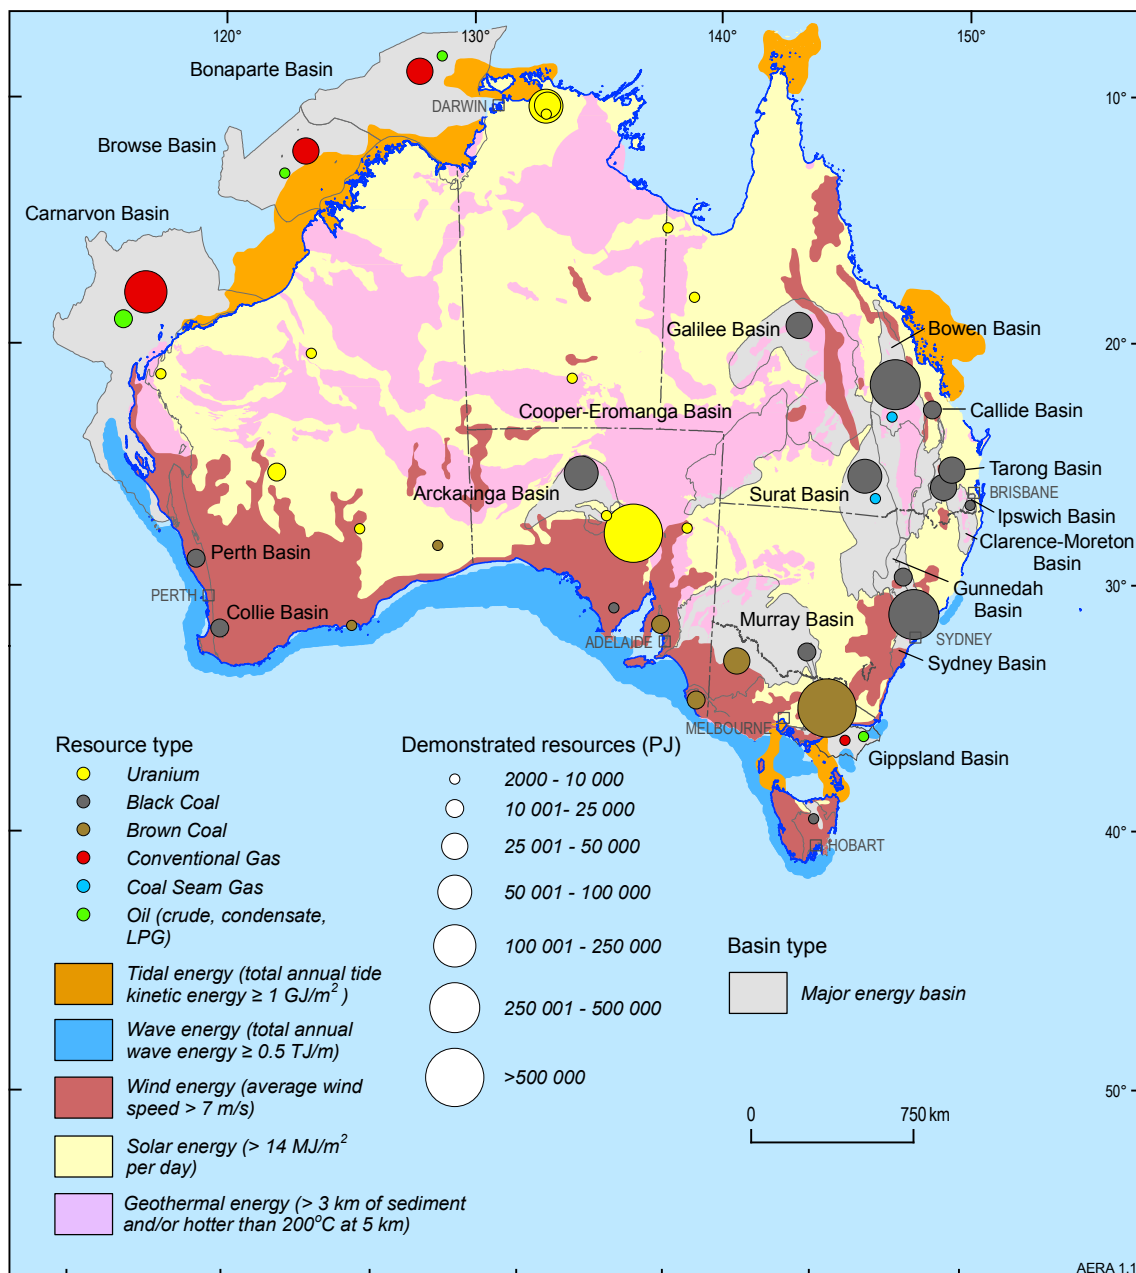 120°
130°
140°
150°
Bonaparte Basin
DARWIN
10°
Browse Basin
Carnarvon Basin
Galilee Basin
Bowen Basin
20°
Cooper-Eromanga Basin
Callide Basin
Tarong Basin
Arckaringa Basin
Surat Basin
BRISBANE
Ipswich Basin
Clarence-Moreton
Basin
Perth Basin
30°
Gunnedah
Basin
PERTH
Collie Basin
Murray Basin
ADELAIDE
SYDNEY
Sydney Basin
MELBOURNE
Gippsland Basin
40°
HOBART
50°
Resource type
Uranium
Black Coal
Brown Coal
Conventional Gas
Coal Seam Gas
Oil (crude, condensate,
LPG)
Tidal energy (total annual tide
kinetic energy ≥ 1 GJ/m²)
Wave energy (total annual
wave energy ≥ 0.5 TJ/m)
Wind energy (average wind
speed > 7 m/s)
Solar energy (> 14 MJ/m²
per day)
Geothermal energy (> 3 km of sediment
and/or hotter than 200°C at 5 km)
Demonstrated resources (PJ)
2000 - 10 000
10 001- 25 000
25 001 - 50 000
50 001 - 100 000
100 001 - 250 000
250 001 - 500 000
>500 000
Basin type
Major energy basin
0
750 km
AERA 1.1